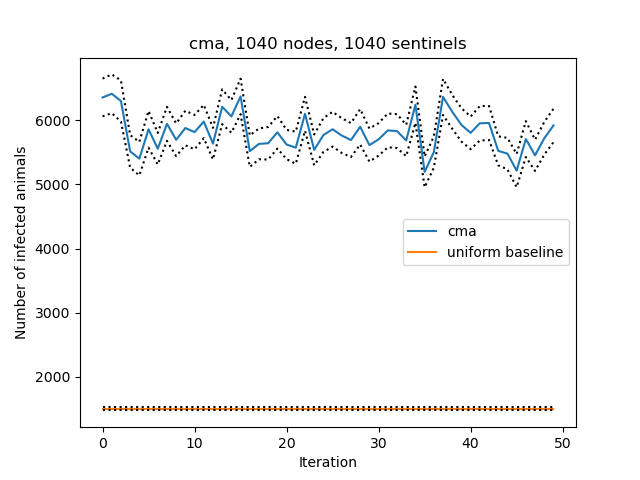 cma, 1040 nodes, 1040 sentinels
Number of infected animals
6000
5000
4000
3000
2000
cma
uniform baseline
0
10
20
30
40
50
Iteration